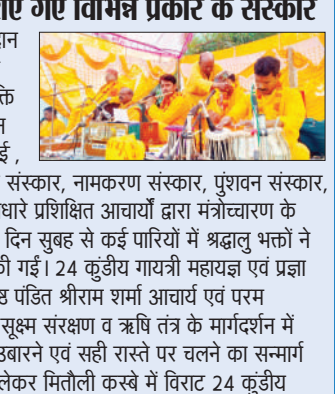 गए विभिन्न प्रकार के संस्कार
संस्कार, नामकरण संस्कार, पुंशवन संस्कार,
धारे प्रशिक्षित आचार्यों द्वारा मंत्रोच्चारण के
दिन सुबह से कई पारियों में श्रद्धालु भक्तों ने
की गईं। 24 कुंडीय गायत्री महायज्ञ एवं प्रज्ञा
पंडित श्रीराम शर्मा आचार्य एवं परम
सूक्ष्म संरक्षण व ऋषि तंत्र के मार्गदर्शन में
उबारने एवं सही रास्ते पर चलने का सन्मार्ग
लेकर मितौली कस्बे में विराट 24 कुंडीय